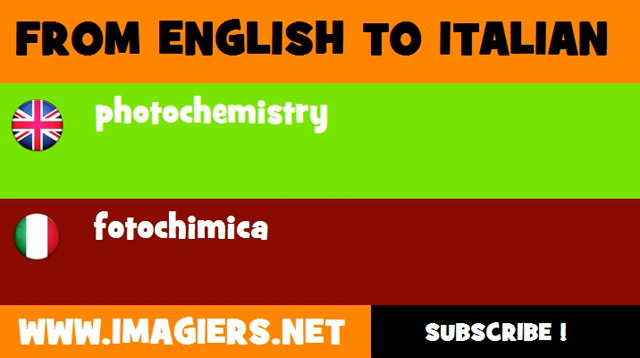 FROM ENGLISH TO ITALIAN
photochemistry
fotochimica
WWW.IMAGIERS.NET
SUBSCRIBE !